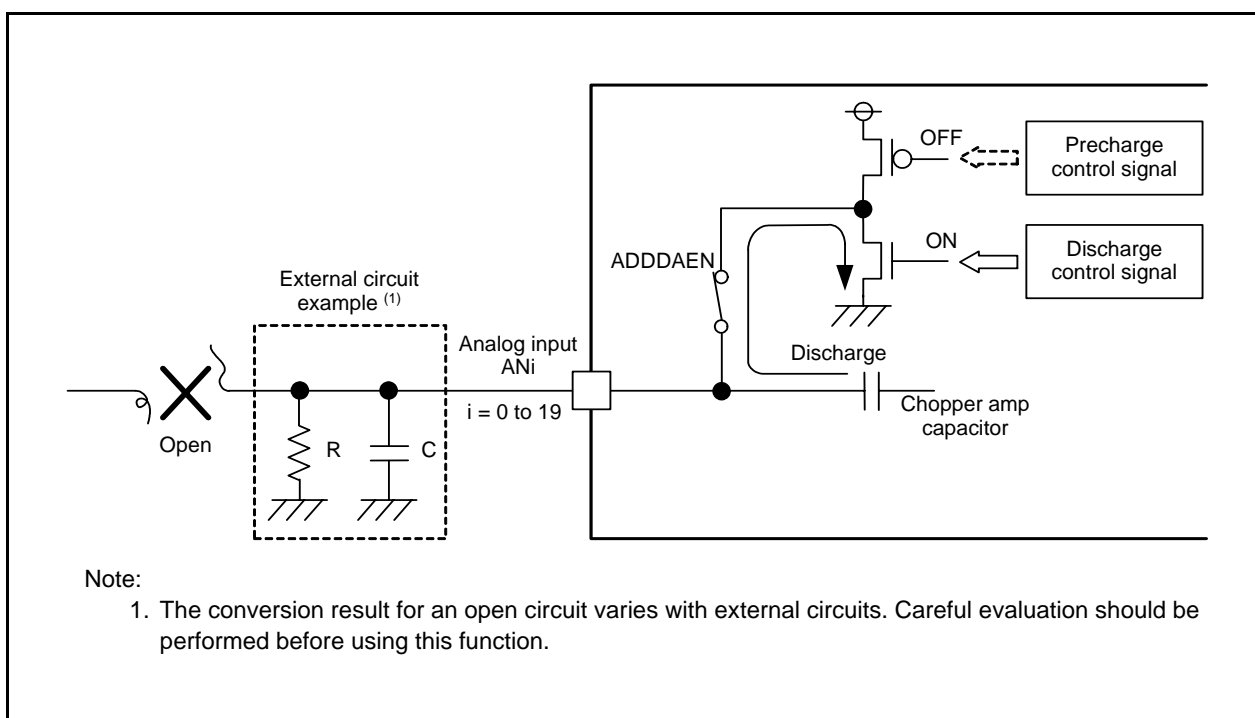 OFF
Precharge
control signal
ADDDAEN
ON
Discharge
control signal
External circuit
example (1)
Analog input
ANi
i = 0 to 19
Discharge
Chopper amp
capacitor
Open
R
C
Note:
1. The conversion result for an open circuit varies with external circuits. Careful evaluation should be
performed before using this function.